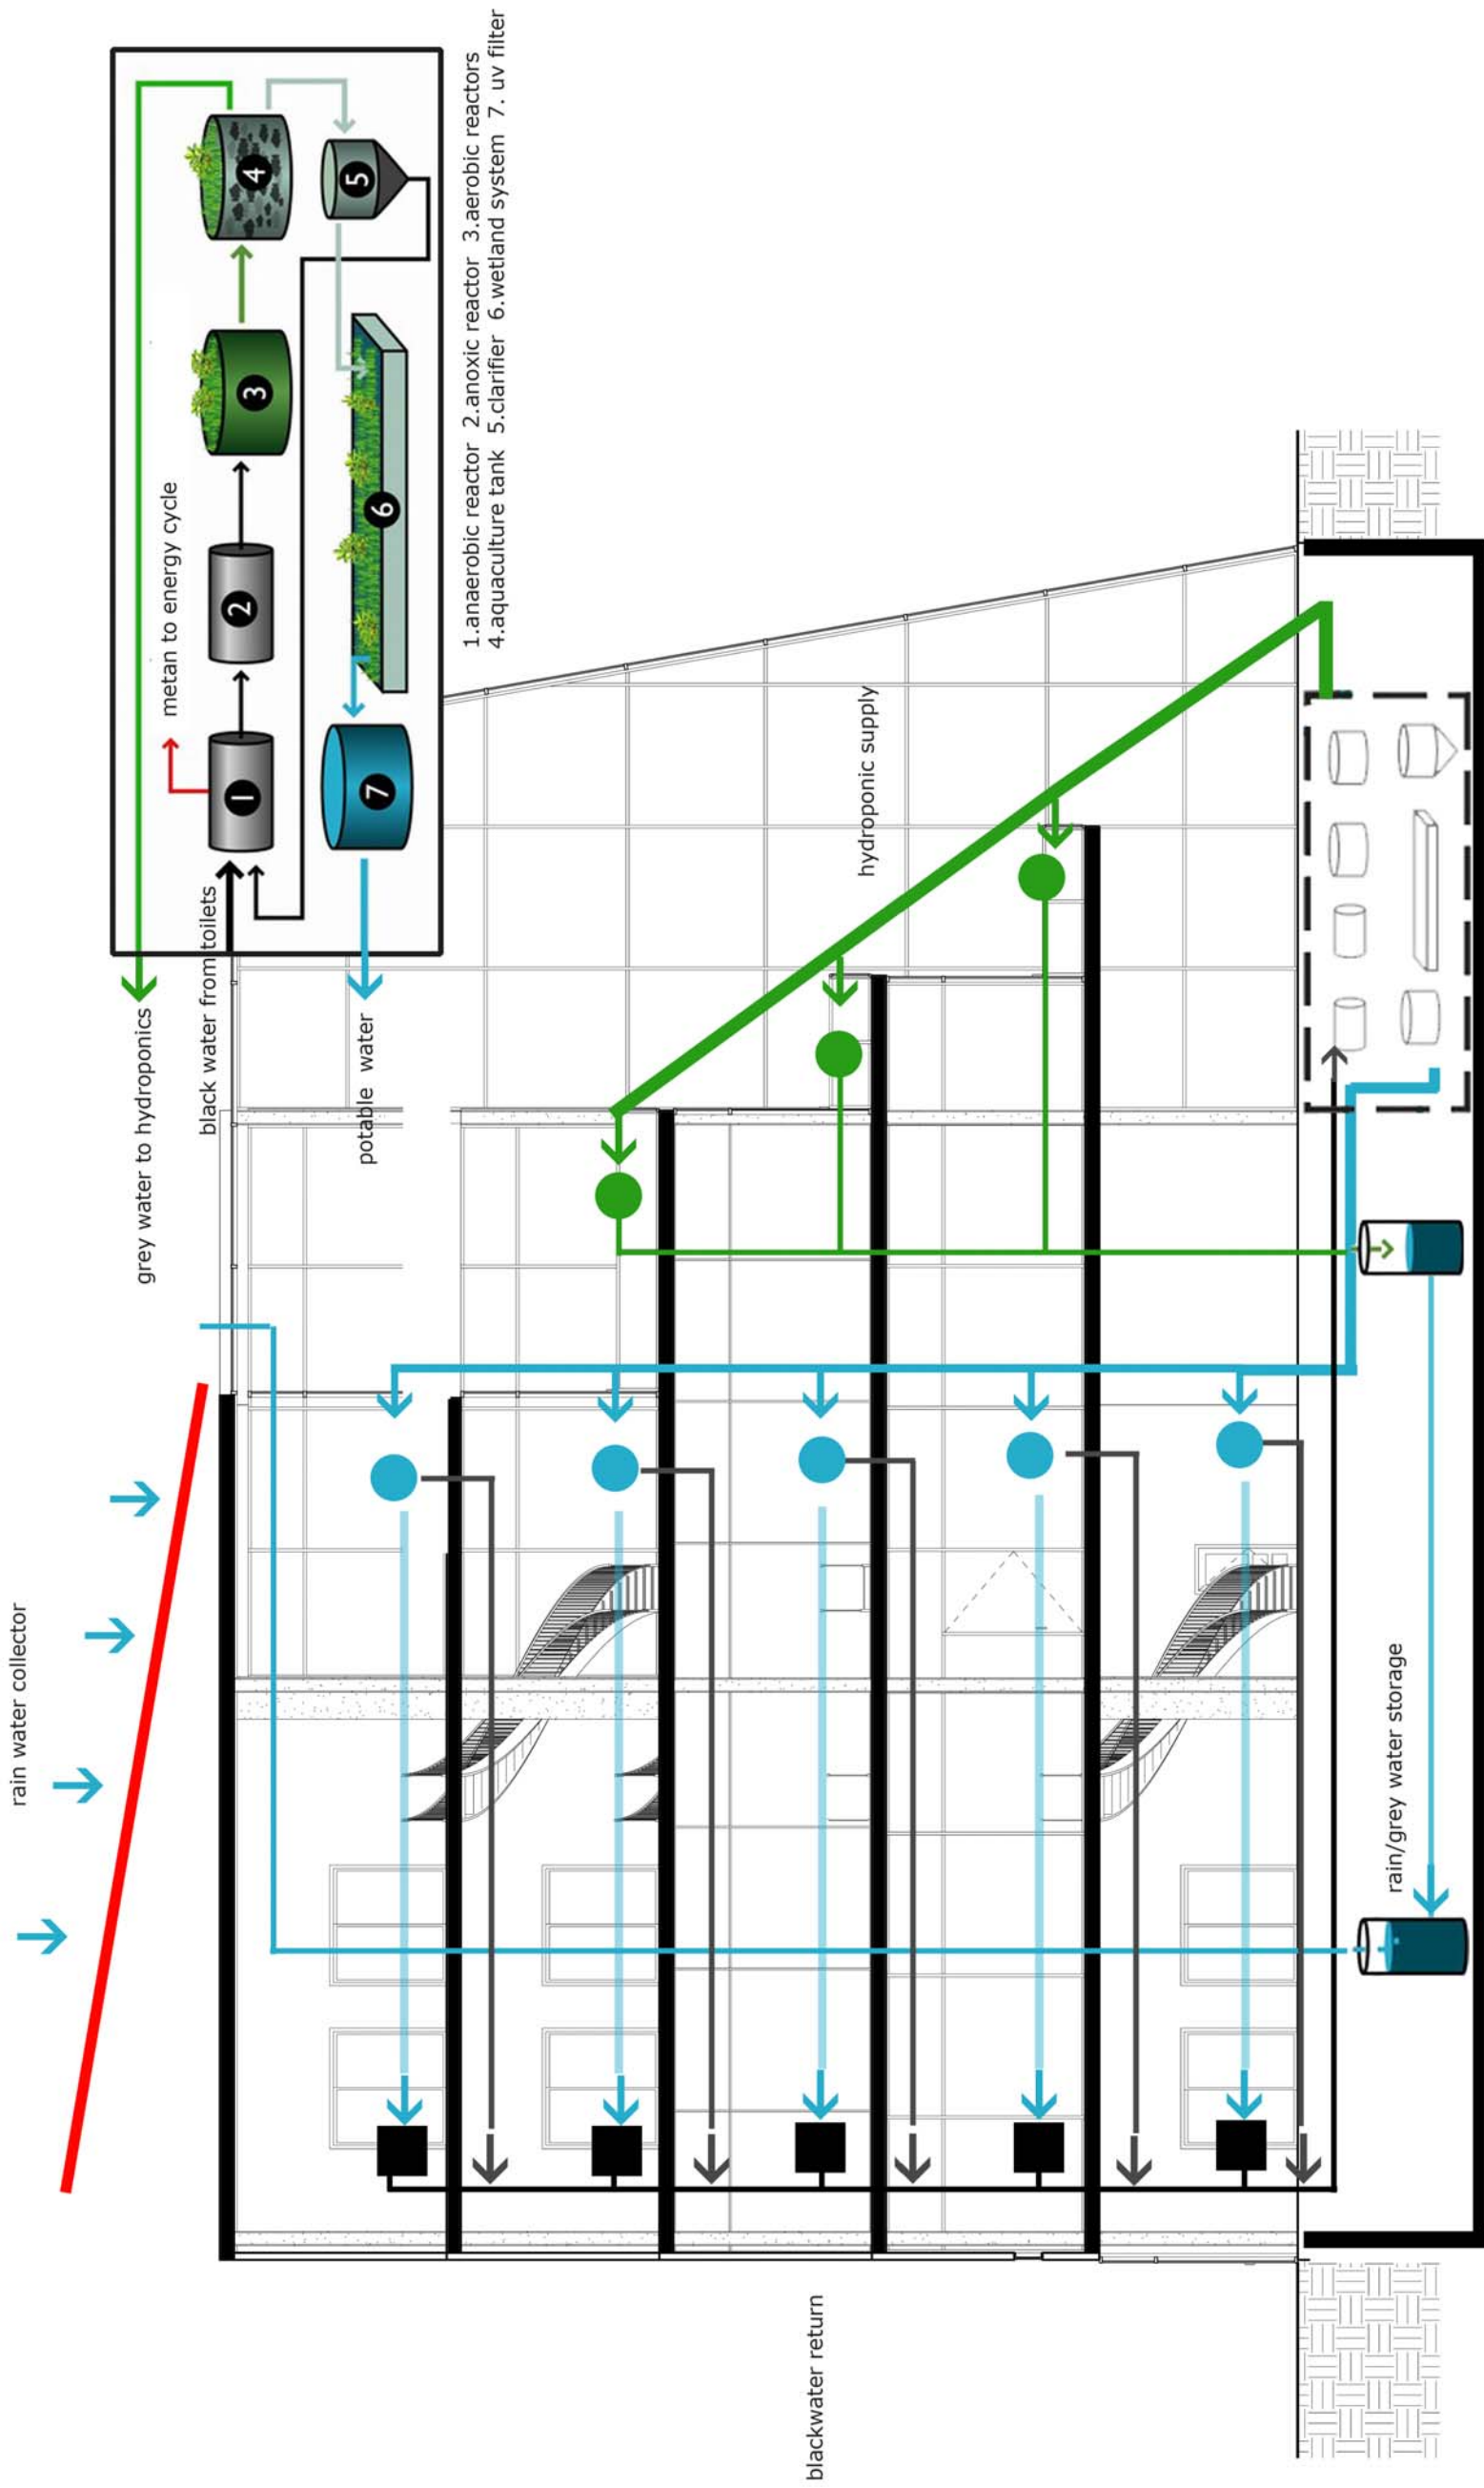 rain water collector
grey water to hydroponics
black water from toilets
metan to energy cycle
potable water
1
2
3
4
5
6
7
1.anaerobic reactor 2.anoxic reactor 3.aerobic reactors
4.aquaculture tank 5.clarifier 6.wetland system 7. uv filter
hydroponic supply
blackwater return
rain/grey water storage